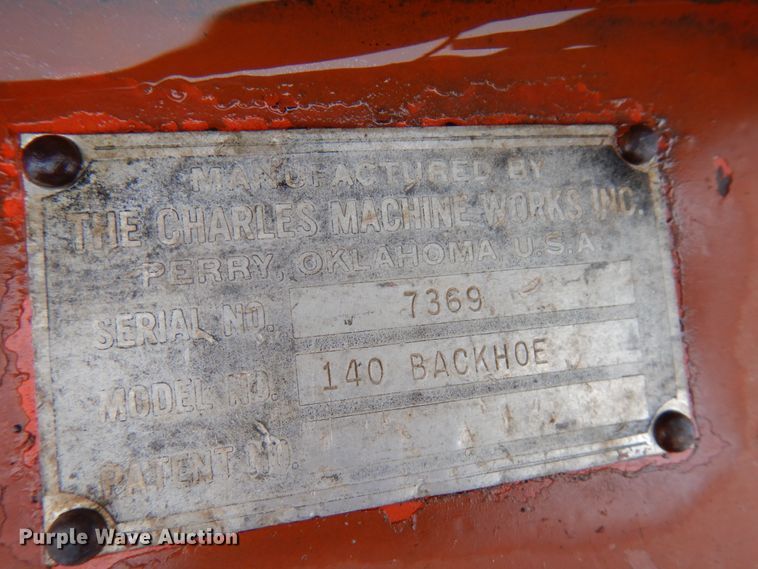 MANUFACTURED BY
THE CHARLES MACHINE WORKS INC.
PERRY, OKLAHOMA, U.S.A.
SERIAL NO. 7369
MODEL NO. 140 BACKHOE
PATENT NO.
Purple Wave Auction